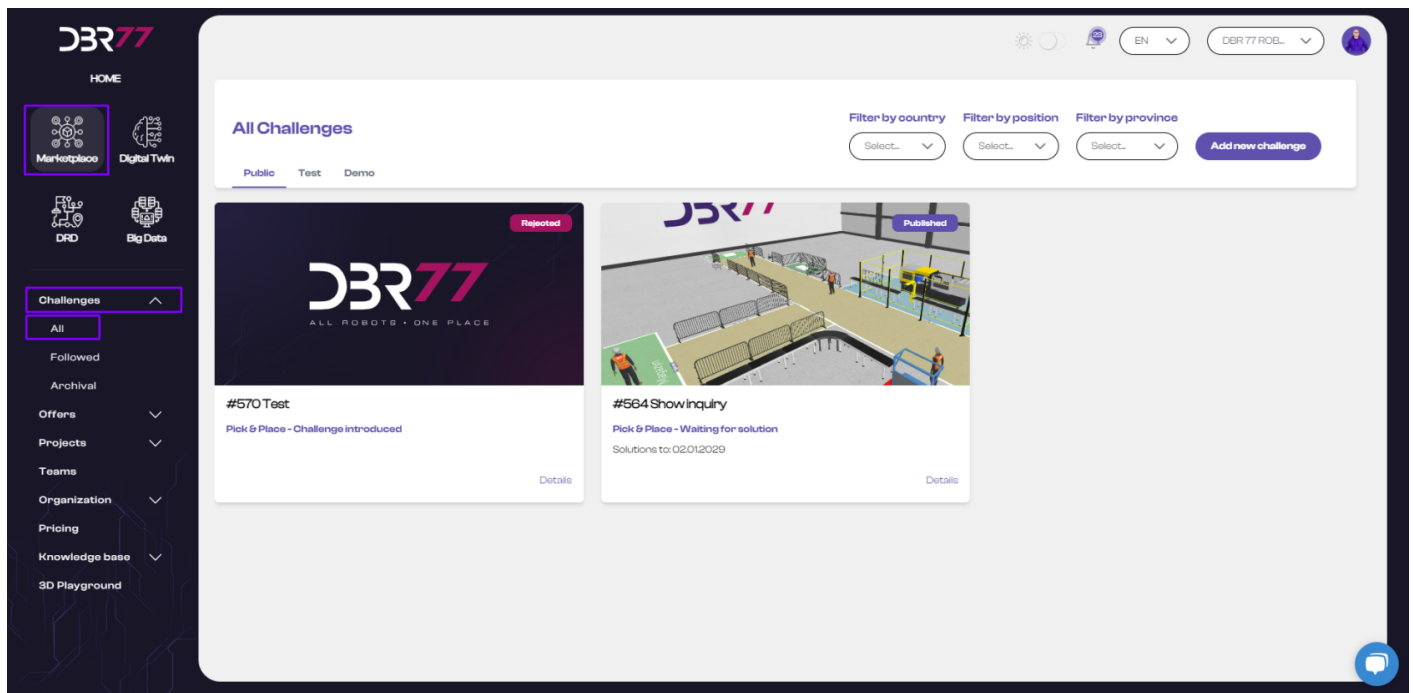 DBR77
HOME
Marketplace
Digital Twin
DRD
Big Data
Challenges
All
Followed
Archival
Offers
Projects
Teams
Organization
Pricing
Knowledge base
3D Playground
29
EN
DBR 77 ROB...
All Challenges
Filter by country
Filter by position
Filter by province
Select...
Select...
Select...
Add new challenge
Public
Test
Demo
Rejected
DBR77
ALL ROBOTS • ONE PLACE
#570 Test
Pick & Place - Challenge introduced
Details
DBR77
Published
#564 Show inquiry
Pick & Place - Waiting for solution
Solutions to: 02.01.2029
Details